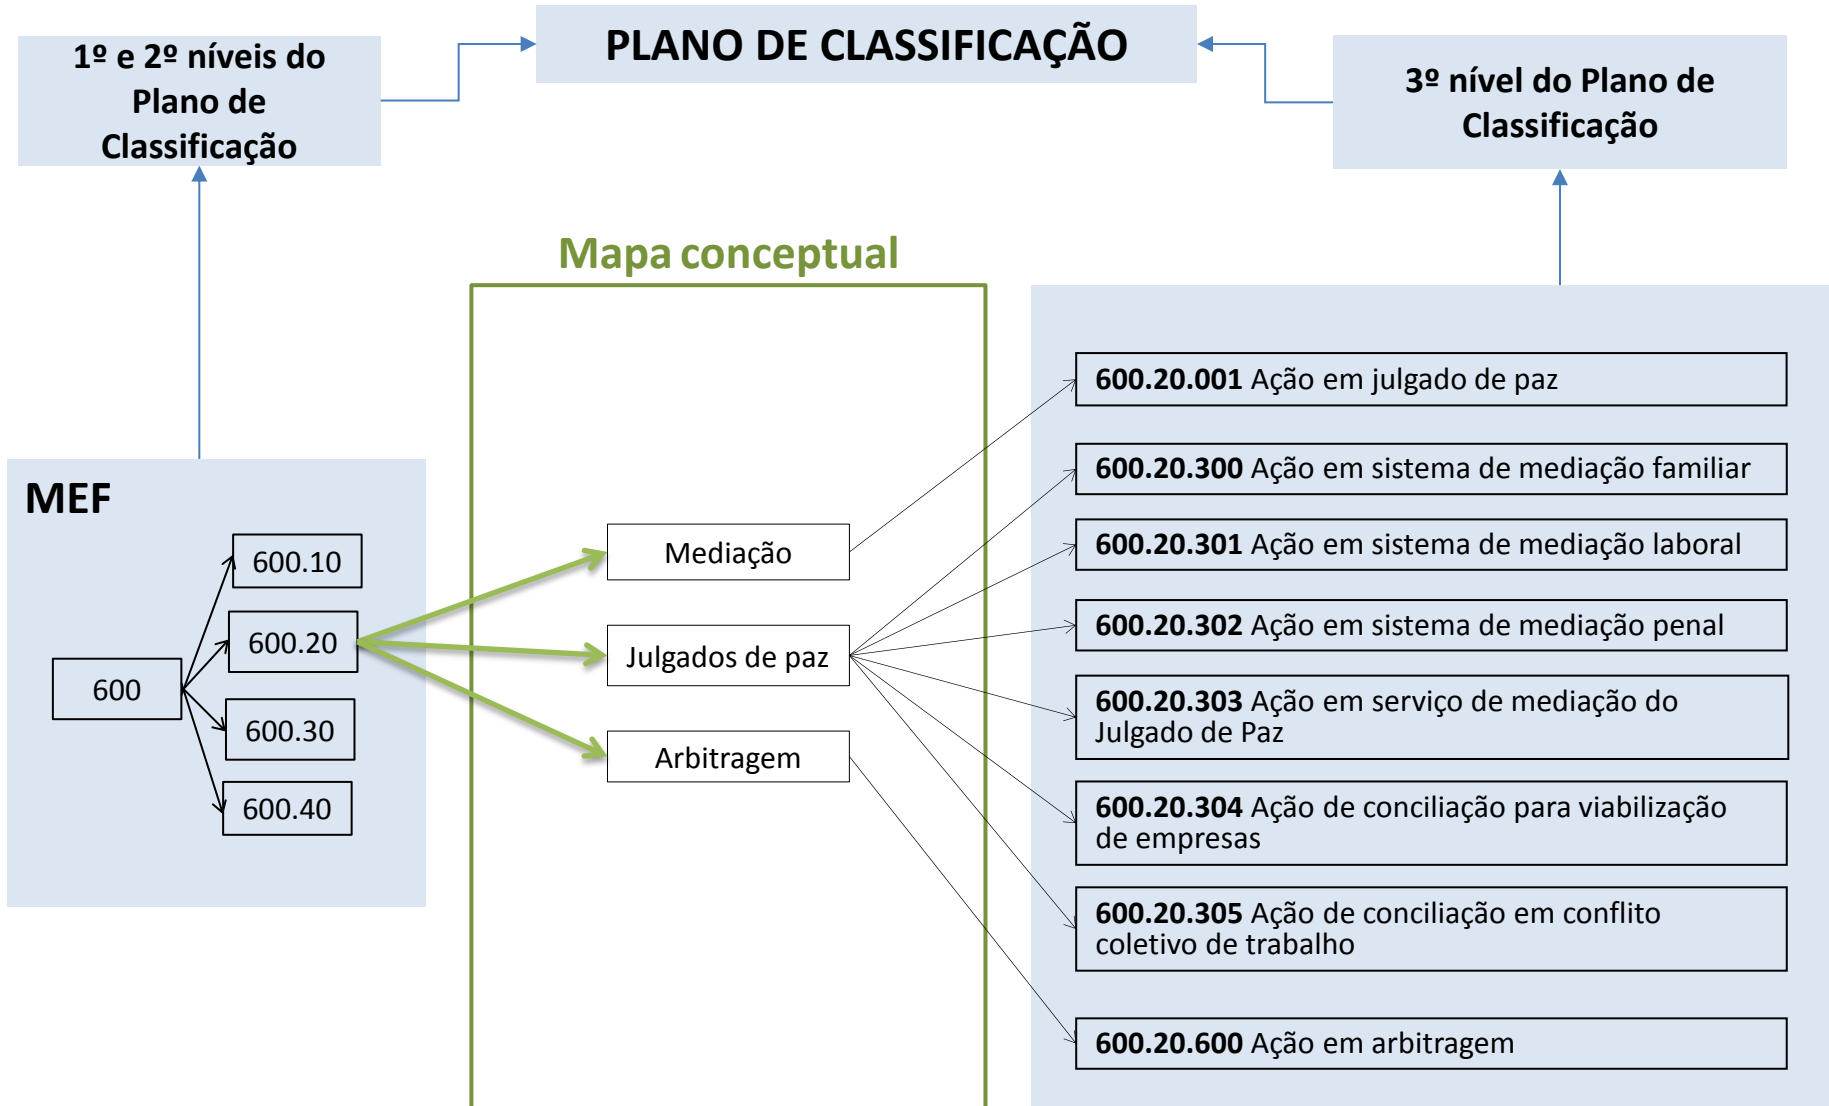 PLANO DE CLASSIFICAÇÃO
1º e 2º níveis do
Plano de
Classificação
3º nível do Plano de
Classificação
Mapa conceptual
MEF
600
600.10
600.20
600.30
600.40
Mediação
Julgados de paz
Arbitragem
600.20.001 Ação em julgado de paz
600.20.300 Ação em sistema de mediação familiar
600.20.301 Ação em sistema de mediação laboral
600.20.302 Ação em sistema de mediação penal
600.20.303 Ação em serviço de mediação do
Julgado de Paz
600.20.304 Ação de conciliação para viabilização
de empresas
600.20.305 Ação de conciliação em conflito
coletivo de trabalho
600.20.600 Ação em arbitragem